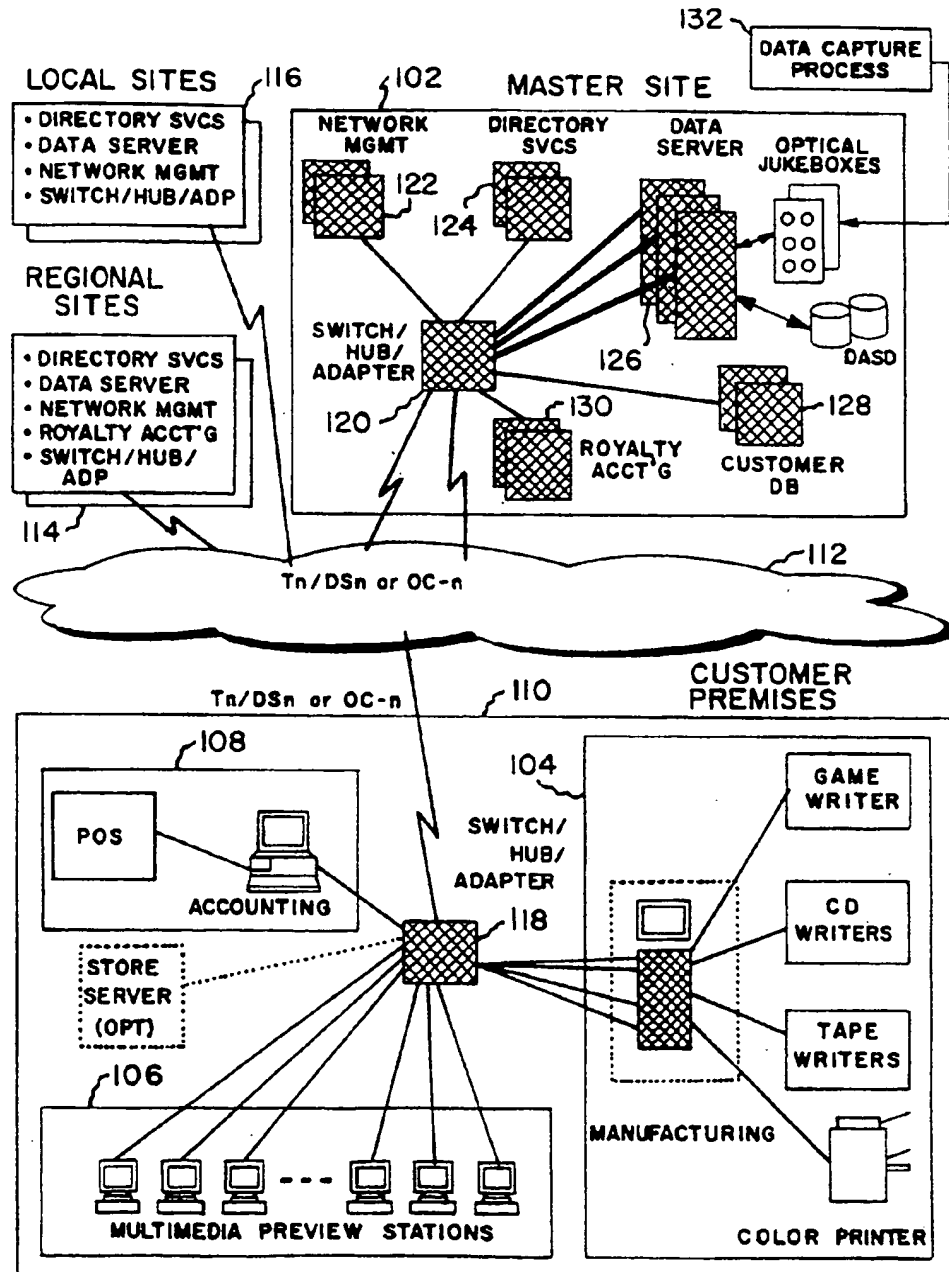 132
DATA CAPTURE
PROCESS
LOCAL SITES
116
• DIRECTORY SVCS
• DATA SERVER
• NETWORK MGMT
• SWITCH/HUB/ADP
102
MASTER SITE
NETWORK
MGMT
122
DIRECTORY
SVCS
124
DATA
SERVER
126
OPTICAL
JUKEBOXES
DASD
REGIONAL
SITES
• DIRECTORY SVCS
• DATA SERVER
• NETWORK MGMT
• ROYALTY ACCT'G
• SWITCH/HUB/
ADP
114
SWITCH/
HUB/
ADAPTER
120
130
ROYALTY
ACCT'G
128
CUSTOMER
DB
112
Tn/DSn or OC-n
CUSTOMER
PREMISES
Tn/DSn or OC-n
110
108
POS
ACCOUNTING
STORE
SERVER
(OPT)
SWITCH/
HUB/
ADAPTER
118
104
GAME
WRITER
CD
WRITERS
TAPE
WRITERS
MANUFACTURING
COLOR PRINTER
106
MULTIMEDIA PREVIEW STATIONS